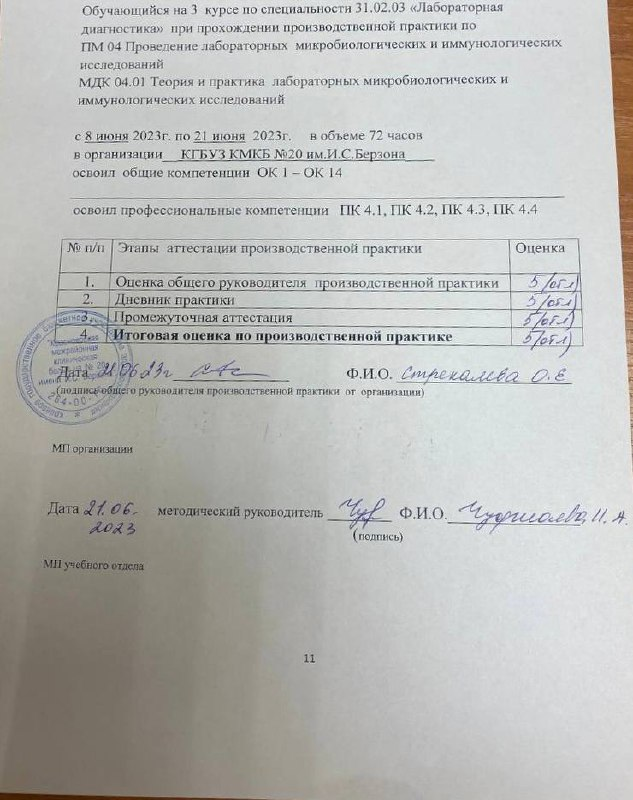 Обучающийся на 3 курсе по специальности 31.02.03 «Лабораторная
диагностика» при прохождении производственной практики по
ПМ 04 Проведение лабораторных микробиологических и иммунологических
исследований
МДК 04.01 Теория и практика лабораторных микробиологических и
иммунологических исследований
с 8 июня 2023г. по 21 июня 2023г. в объеме 72 часов
в организации КГБУЗ КМКБ №20 им.И.С.Берзона
освоил общие компетенции ОК 1 – ОК 14
освоил профессиональные компетенции ПК 4.1, ПК 4.2, ПК 4.3, ПК 4.4
№ п/п Этапы аттестации производственной практики Оценка
1. Оценка общего руководителя производственной практики 5 /отл/
2. Дневник практики 5/отл)
3. Промежуточная аттестация 5/отл)
4. Итоговая оценка по производственной практике 5/отл)
межрайонная
клиническая
Дата 21.06 23г Ф.И.О. Стрекалева О.Е
(подпись общего руководителя производственной практики от организации)
МП организации
Дата 21.06. методический руководитель Ф.И.О. И. А.
2023
(подпись)
МП учебного отдела
11